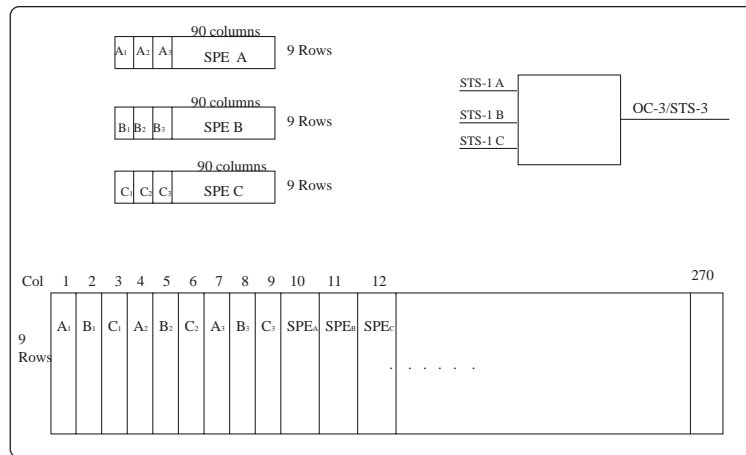 90 columns
A1 A2 A3 SPE A 9 Rows
90 columns
B1 B2 B3 SPE B 9 Rows
90 columns
C1 C2 C3 SPE C 9 Rows
STS-1 A
STS-1 B
STS-1 C
OC-3/STS-3
Col 1 2 3 4 5 6 7 8 9 10 11 12 270
A1 B1 C1 A2 B2 C2 A3 B3 C3 SPEA SPEB SPEC
9
Rows
. . . . . .